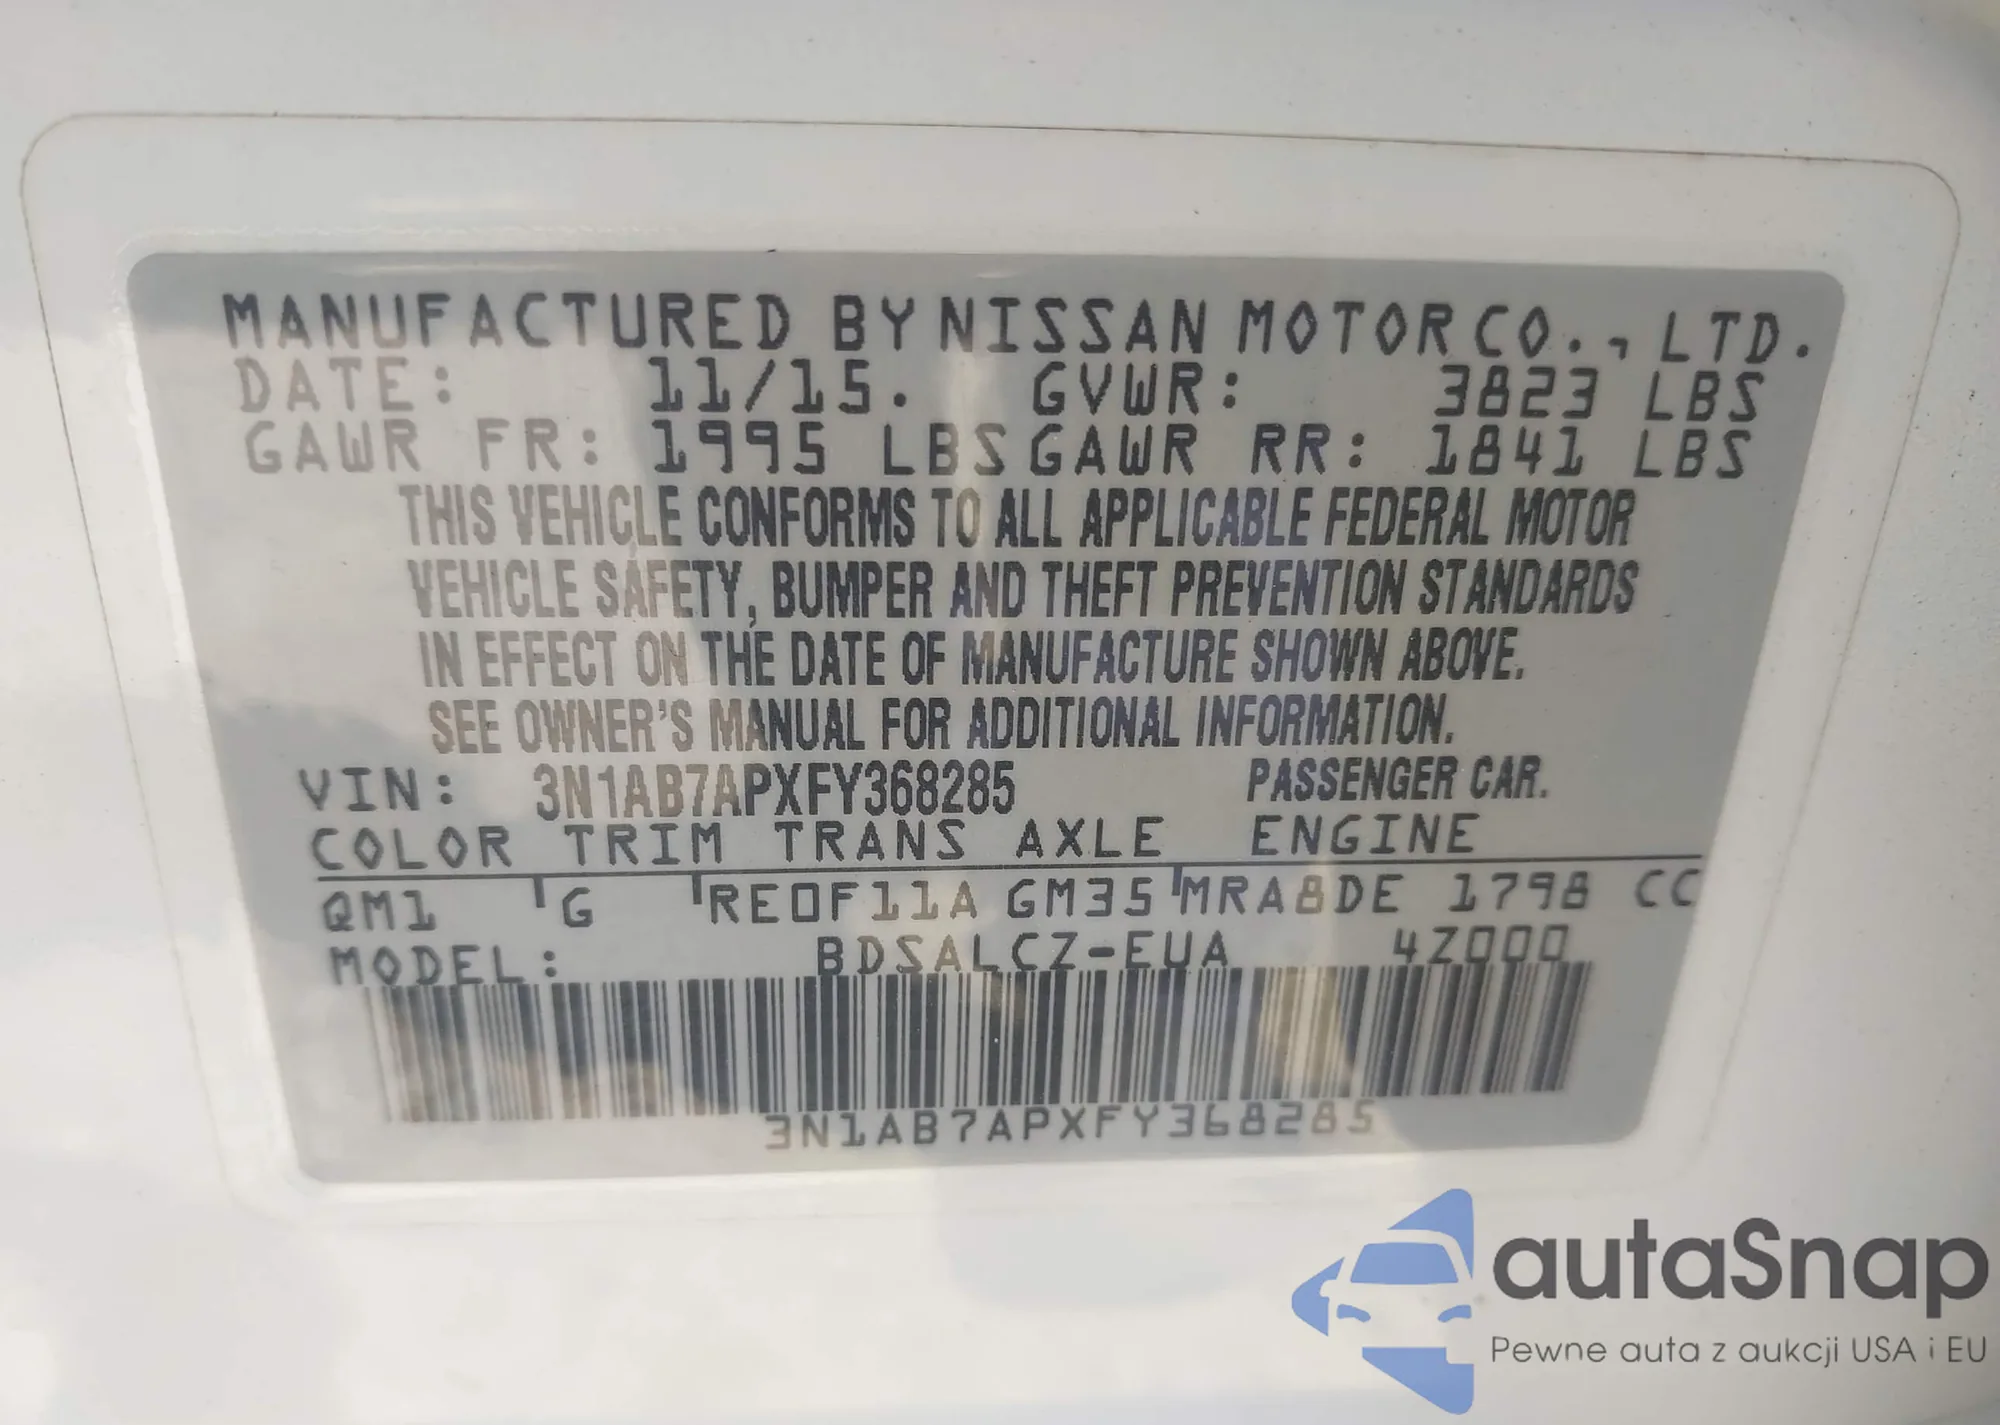 MANUFACTURED BY NISSAN MOTOR CO., LTD.
DATE: 11/15. GVWR: 3823 LBS
GAWR FR: 1995 LBS GAWR RR: 1841 LBS
THIS VEHICLE CONFORMS TO ALL APPLICABLE FEDERAL MOTOR
VEHICLE SAFETY, BUMPER AND THEFT PREVENTION STANDARDS
IN EFFECT ON THE DATE OF MANUFACTURE SHOWN ABOVE.
SEE OWNER'S MANUAL FOR ADDITIONAL INFORMATION.
VIN: 3N1AB7APXFY368285 PASSENGER CAR.
COLOR TRIM TRANS AXLE ENGINE
QM1 G RE0F11A GM35 MRA8DE 1798 CC
MODEL: BDSALCZ-EUA 4Z000
3N1AB7APXFY368285
autaSnap
Pewne auta z aukcji USA i EU